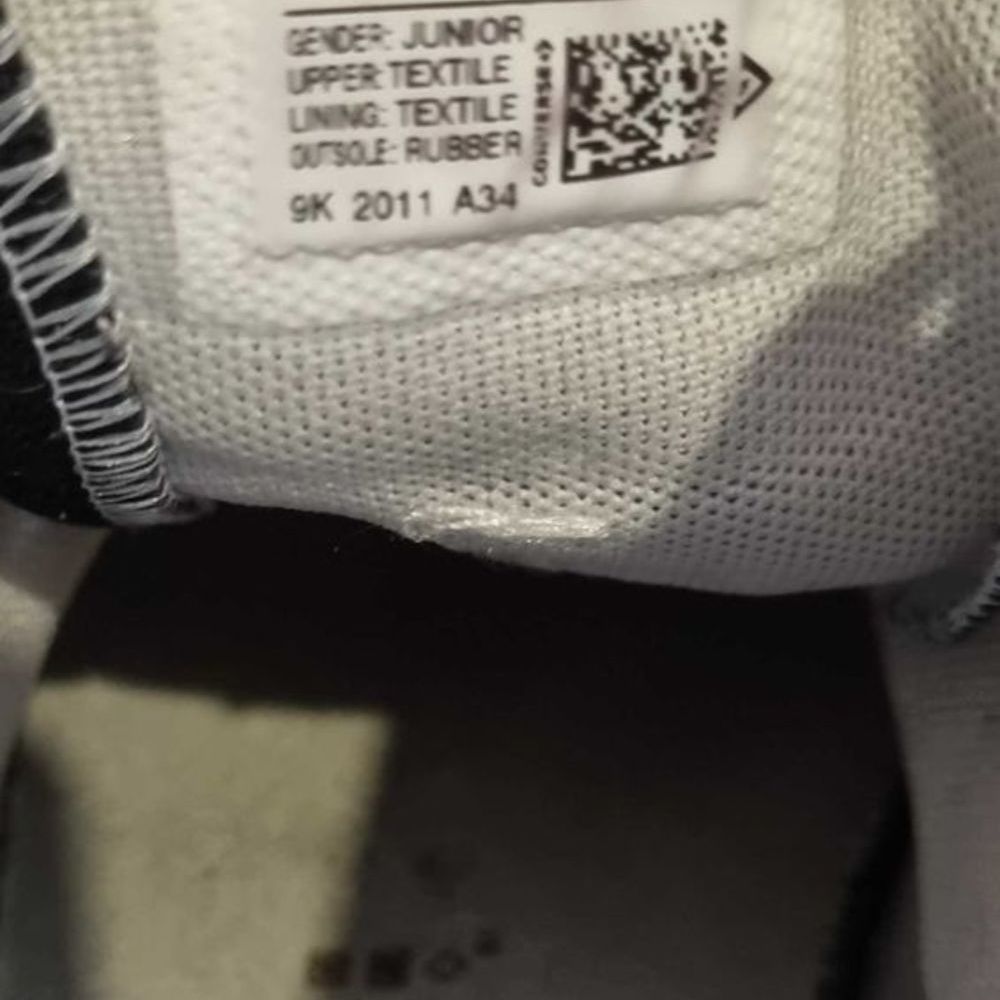 GENDER: JUNIOR
UPPER: TEXTILE
LINING: TEXTILE
OUTSOLE: RUBBER
9K 2011 A34
CONVERSE